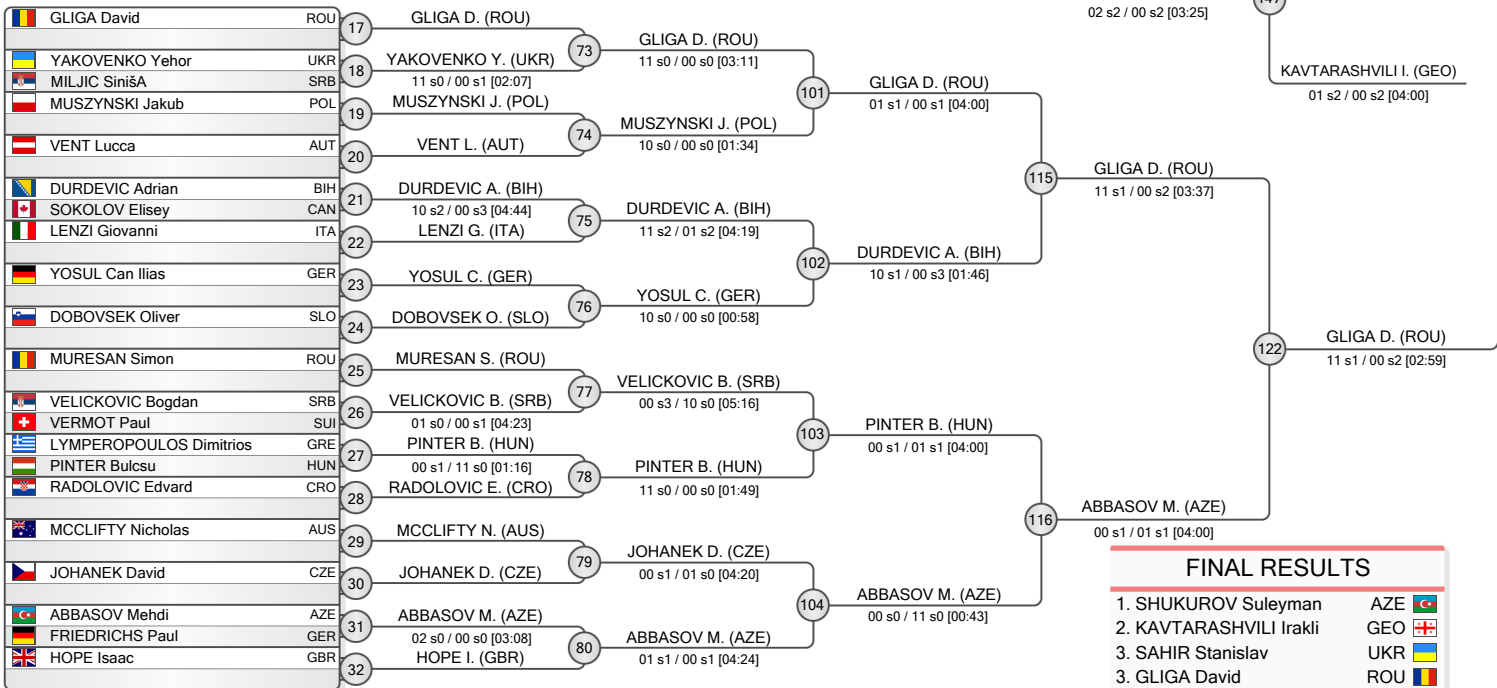 GLIGA David ROU
YAKOVENKO Yehor UKR
MILJIC SinišA SRB
MUSZYNSKI Jakub POL
VENT Lucca AUT
DURDEVIC Adrian BIH
SOKOLOV Elisey CAN
LENZI Giovanni ITA
YOSUL Can Ilias GER
DOBOVSEK Oliver SLO
MURESAN Simon ROU
VELICKOVIC Bogdan SRB
VERMOT Paul SUI
LYMPEROPOULOS Dimitrios GRE
PINTER Bulcsu HUN
RADOLOVIC Edvard CRO
MCCLIFTY Nicholas AUS
JOHANEK David CZE
ABBASOV Mehdi AZE
FRIEDRICHS Paul GER
HOPE Isaac GBR
17
18
19
20
21
22
23
24
25
26
27
28
29
30
31
32
GLIGA D. (ROU)
YAKOVENKO Y. (UKR)
11 s0 / 00 s1 [02:07]
MUSZYNSKI J. (POL)
VENT L. (AUT)
DURDEVIC A. (BIH)
10 s2 / 00 s3 [04:44]
LENZI G. (ITA)
YOSUL C. (GER)
DOBOVSEK O. (SLO)
MURESAN S. (ROU)
VELICKOVIC B. (SRB)
01 s0 / 00 s1 [04:23]
PINTER B. (HUN)
00 s1 / 11 s0 [01:16]
RADOLOVIC E. (CRO)
MCCLIFTY N. (AUS)
JOHANEK D. (CZE)
ABBASOV M. (AZE)
02 s0 / 00 s0 [03:08]
HOPE I. (GBR)
73
74
75
76
77
78
79
80
GLIGA D. (ROU)
11 s0 / 00 s0 [03:11]
MUSZYNSKI J. (POL)
10 s0 / 00 s0 [01:34]
DURDEVIC A. (BIH)
11 s2 / 01 s2 [04:19]
YOSUL C. (GER)
10 s0 / 00 s0 [00:58]
VELICKOVIC B. (SRB)
00 s3 / 10 s0 [05:16]
PINTER B. (HUN)
11 s0 / 00 s0 [01:49]
JOHANEK D. (CZE)
00 s1 / 01 s0 [04:20]
ABBASOV M. (AZE)
01 s1 / 00 s1 [04:24]
101
102
103
104
GLIGA D. (ROU)
01 s1 / 00 s1 [04:00]
DURDEVIC A. (BIH)
10 s1 / 00 s3 [01:46]
PINTER B. (HUN)
00 s1 / 01 s1 [04:00]
ABBASOV M. (AZE)
00 s0 / 11 s0 [00:43]
115
116
GLIGA D. (ROU)
11 s1 / 00 s2 [03:37]
ABBASOV M. (AZE)
00 s1 / 01 s1 [04:00]
122
GLIGA D. (ROU)
11 s1 / 00 s2 [02:59]
02 s2 / 00 s2 [03:25]
KAVTARASHVILI I. (GEO)
01 s2 / 00 s2 [04:00]
FINAL RESULTS
1. SHUKUROV Suleyman AZE
2. KAVTARASHVILI Irakli GEO
3. SAHIR Stanislav UKR
3. GLIGA David ROU